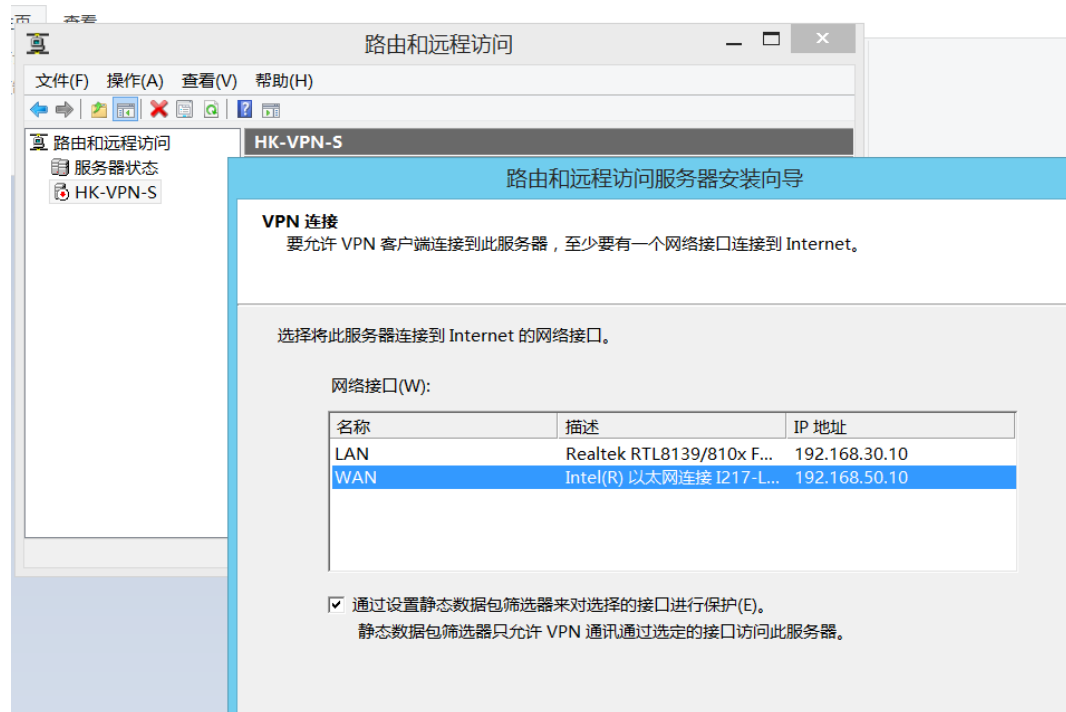 查看
路由和远程访问
文件(F) 操作(A) 查看(V) 帮助(H)
路由和远程访问
服务器状态
HK-VPN-S
HK-VPN-S
路由和远程访问服务器安装向导
VPN 连接
要允许 VPN 客户端连接到此服务器，至少要有一个网络接口连接到 Internet。
选择将此服务器连接到 Internet 的网络接口。
网络接口(W):
名称 描述 IP 地址
LAN Realtek RTL8139/810x F... 192.168.30.10
WAN Intel(R) 以太网连接 I217-L... 192.168.50.10
通过设置静态数据包筛选器来对选择的接口进行保护(E)。
静态数据包筛选器只允许 VPN 通讯通过选定的接口访问此服务器。